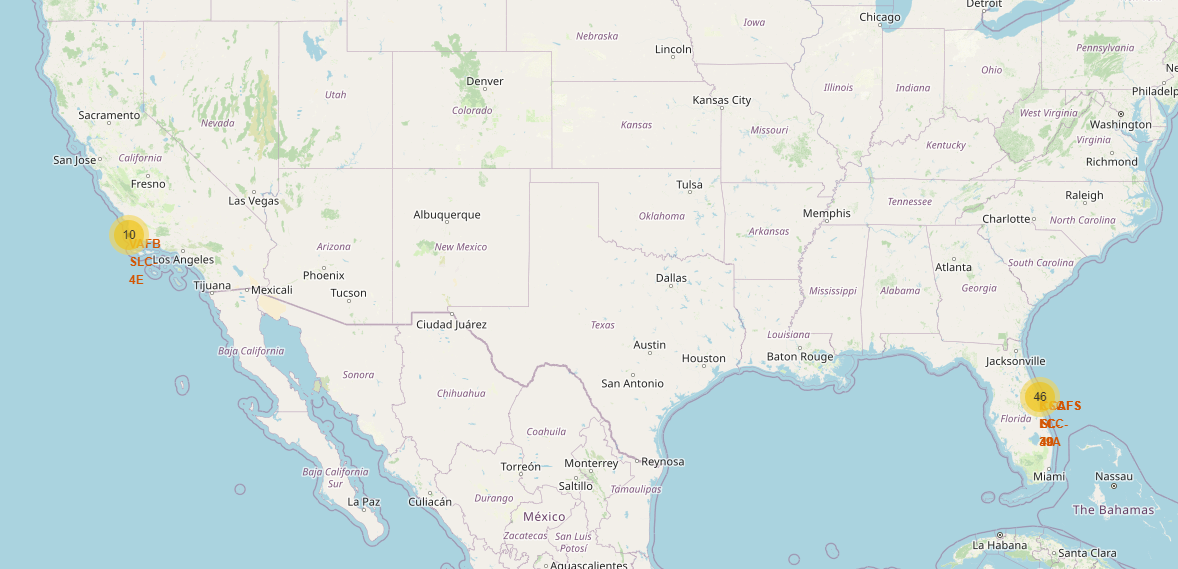 Detroit
Chicago
Iowa
Nebraska
Lincoln
Pennsylvania
Ohio
Denver
Utah
Illinois
Indiana
Kansas City
Colorado
Sacramento
Nevada
Kansas
Missouri
West Virginia
Washington
Virginia
Kentucky
San Jose
California
Richmond
Fresno
Las Vegas
Tulsa
Raleigh
Tennessee
Albuquerque
Oklahoma
Memphis
Charlotte
North Carolina
10
VAFB
SLC-
4E
Los Angeles
Arizona
New Mexico
Arkansas
South Carolina
Atlanta
Phoenix
Dallas
Tijuana
Mexicali
Tucson
Mississippi
Alabama
Georgia
Ciudad Juárez
Texas
Louisiana
Austin
Baja California
Houston
Baton Rouge
Jacksonville
Sonora
San Antonio
Chihuahua
46
Florida
Coahuila
Torreón
Monterrey
Reynosa
Baja California
Sur
Saltillo
Tamaulipas
Miami
Nassau
La Paz
Culiacán
Durango
The Bahamas
México
Zacatecas
San Luis
Potosí
La Habana
Santa Clara
Aguascalientes